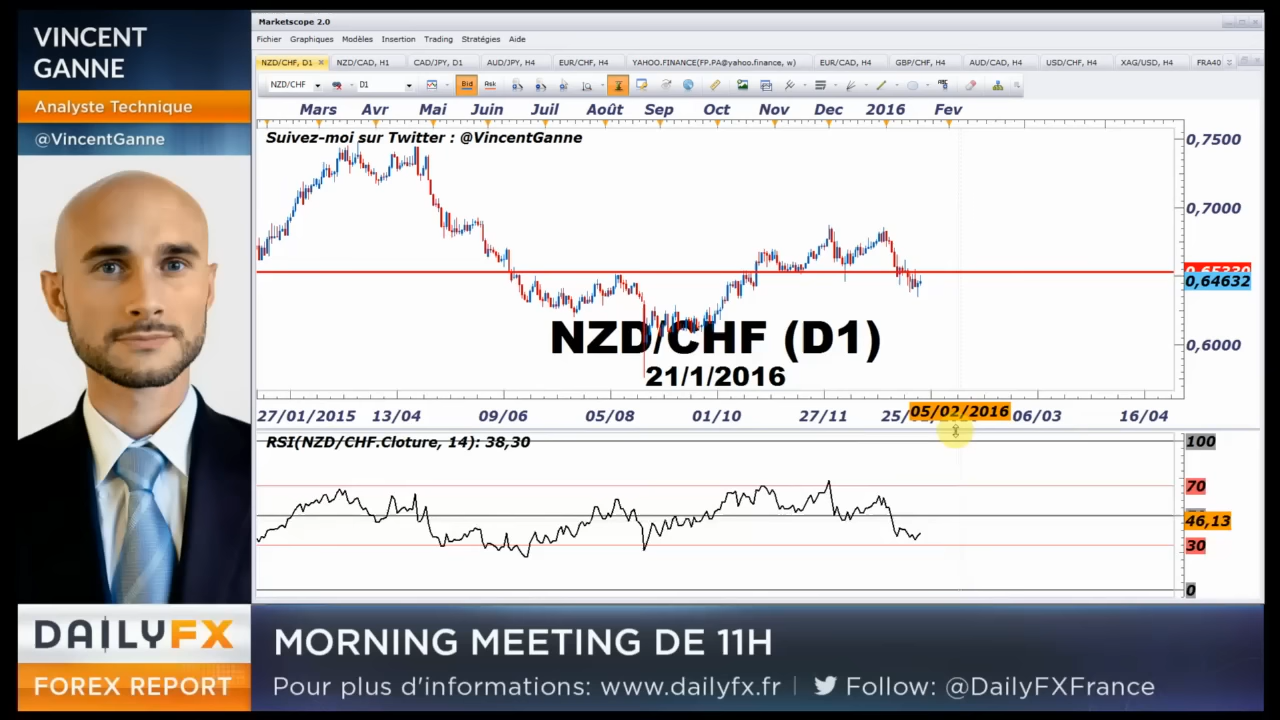 VINCENT
GANNE
Analyste Technique
@VincentGanne
Marketscope 2.0
Fichier Graphiques Modèles Insertion Trading Stratégies Aide
NZD/CHF, D1 NZD/CAD, H1 CAD/JPY, D1 AUD/JPY, H4 EUR/CHF, H4 YAHOO.FINANCE(FP.PA@yahoo.finance, w) EUR/CAD, H4 GBP/CHF, H4 AUD/CAD, H4 USD/CHF, H4 XAG/USD, H4 FRA40
NZD/CHF D1 Bid Ask
Mars Avr Mai Juin Juil Août Sep Oct Nov Dec 2016 Fev
Suivez-moi sur Twitter : @VincentGanne
0,7500
0,7000
0,65330
0,64632
0,6000
NZD/CHF (D1)
21/1/2016
27/01/2015 13/04 09/06 05/08 01/10 27/11 25/ 05/02/2016 06/03 16/04
RSI(NZD/CHF.Cloture, 14): 38,30
100
70
46,13
30
0
DAILYFX
FOREX REPORT
MORNING MEETING DE 11H
Pour plus d'informations: www.dailyfx.fr | Follow: @DailyFXFrance